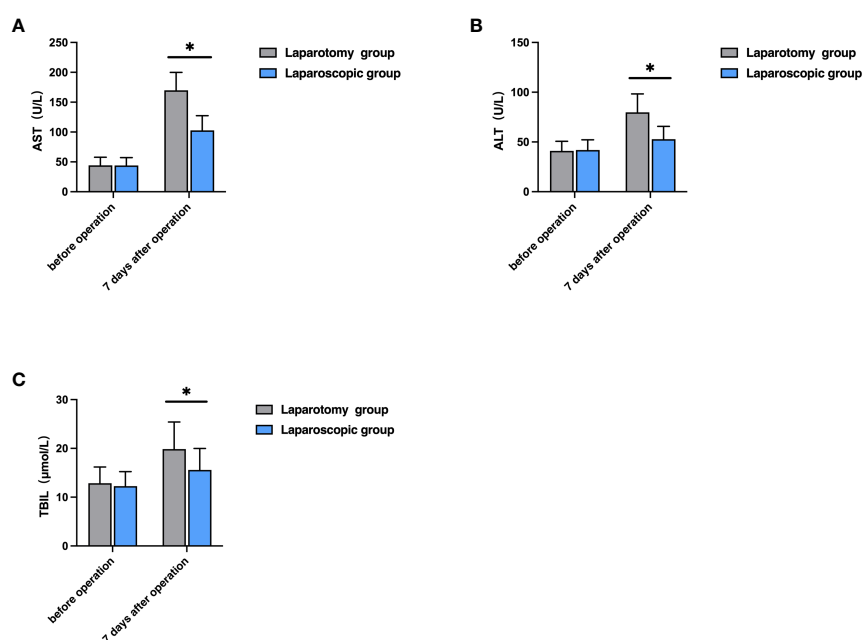 A
AST (U/L)
250
200
150
100
50
0
*
before operation
7 days after operation
Laparotomy group
Laparoscopic group
B
ALT (U/L)
150
100
50
0
*
before operation
7 days after operation
Laparotomy group
Laparoscopic group
C
TBIL (μmol/L)
30
20
10
0
*
before operation
7 days after operation
Laparotomy group
Laparoscopic group